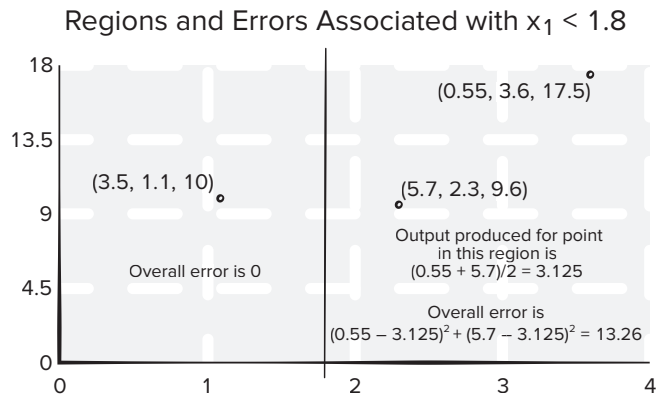 Regions and Errors Associated with x₁ < 1.8
18
(0.55, 3.6, 17.5)
13.5
(3.5, 1.1, 10)
(5.7, 2.3, 9.6)
9
Output produced for point
in this region is
(0.55 + 5.7)/2 = 3.125
Overall error is 0
4.5
Overall error is
(0.55 – 3.125)² + (5.7 – 3.125)² = 13.26
0
0 1 2 3 4